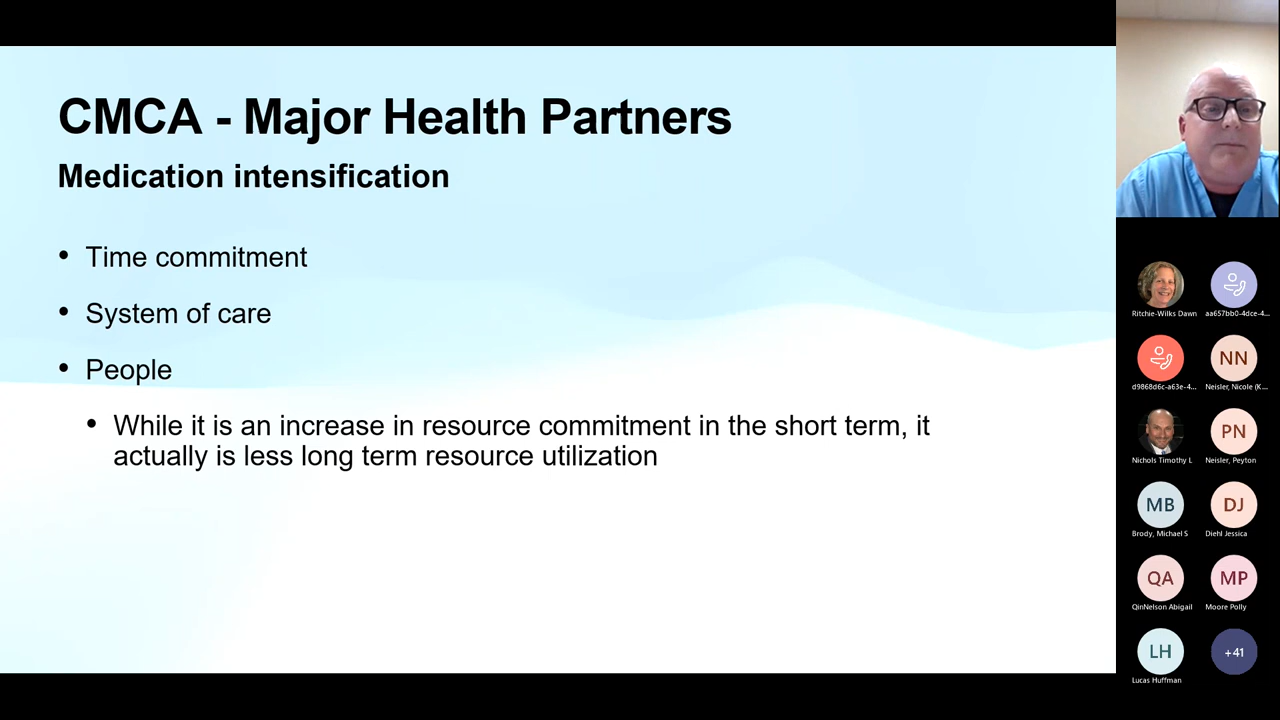 CMCA - Major Health Partners
Medication intensification
• Time commitment
• System of care
• People
• While it is an increase in resource commitment in the short term, it
actually is less long term resource utilization
Ritchie-Wilks Dawn
aa657bb0-4dce-4...
d9868d6c-a63e-4...
NN
Neisler, Nicole (K...
Nichols Timothy L
PN
Neisler, Peyton
MB
Brody, Michael S
DJ
Diehl Jessica
QA
QinNelson Abigail
MP
Moore Polly
LH
Lucas Huffman
+41